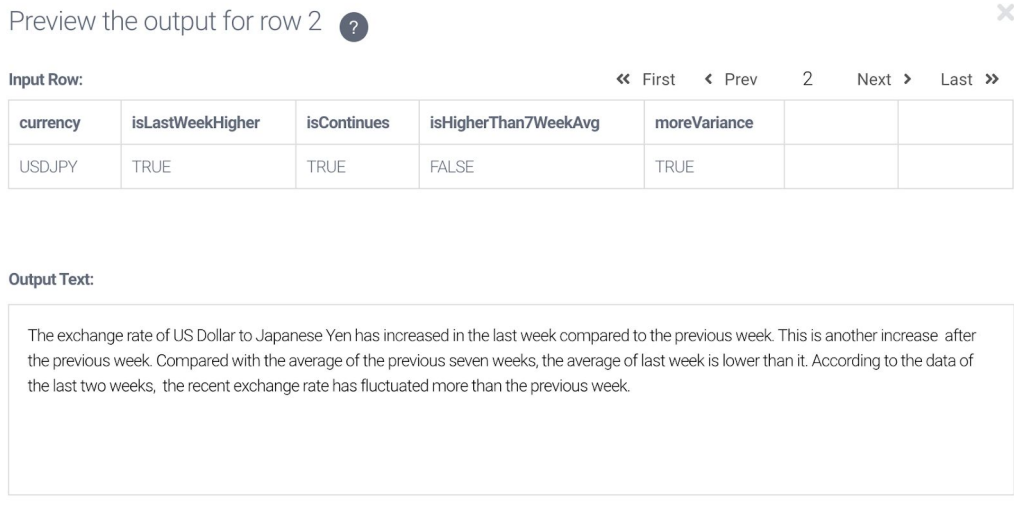 Preview the output for row 2 ?
Input Row: « First ‹ Prev 2 Next › Last »
currency isLastWeekHigher isContinues isHigherThan7WeekAvg moreVariance
USDJPY TRUE TRUE FALSE TRUE
Output Text:
The exchange rate of US Dollar to Japanese Yen has increased in the last week compared to the previous week. This is another increase  after
the previous week. Compared with the average of the previous seven weeks, the average of last week is lower than it. According to the data of
the last two weeks,  the recent exchange rate has fluctuated more than the previous week.